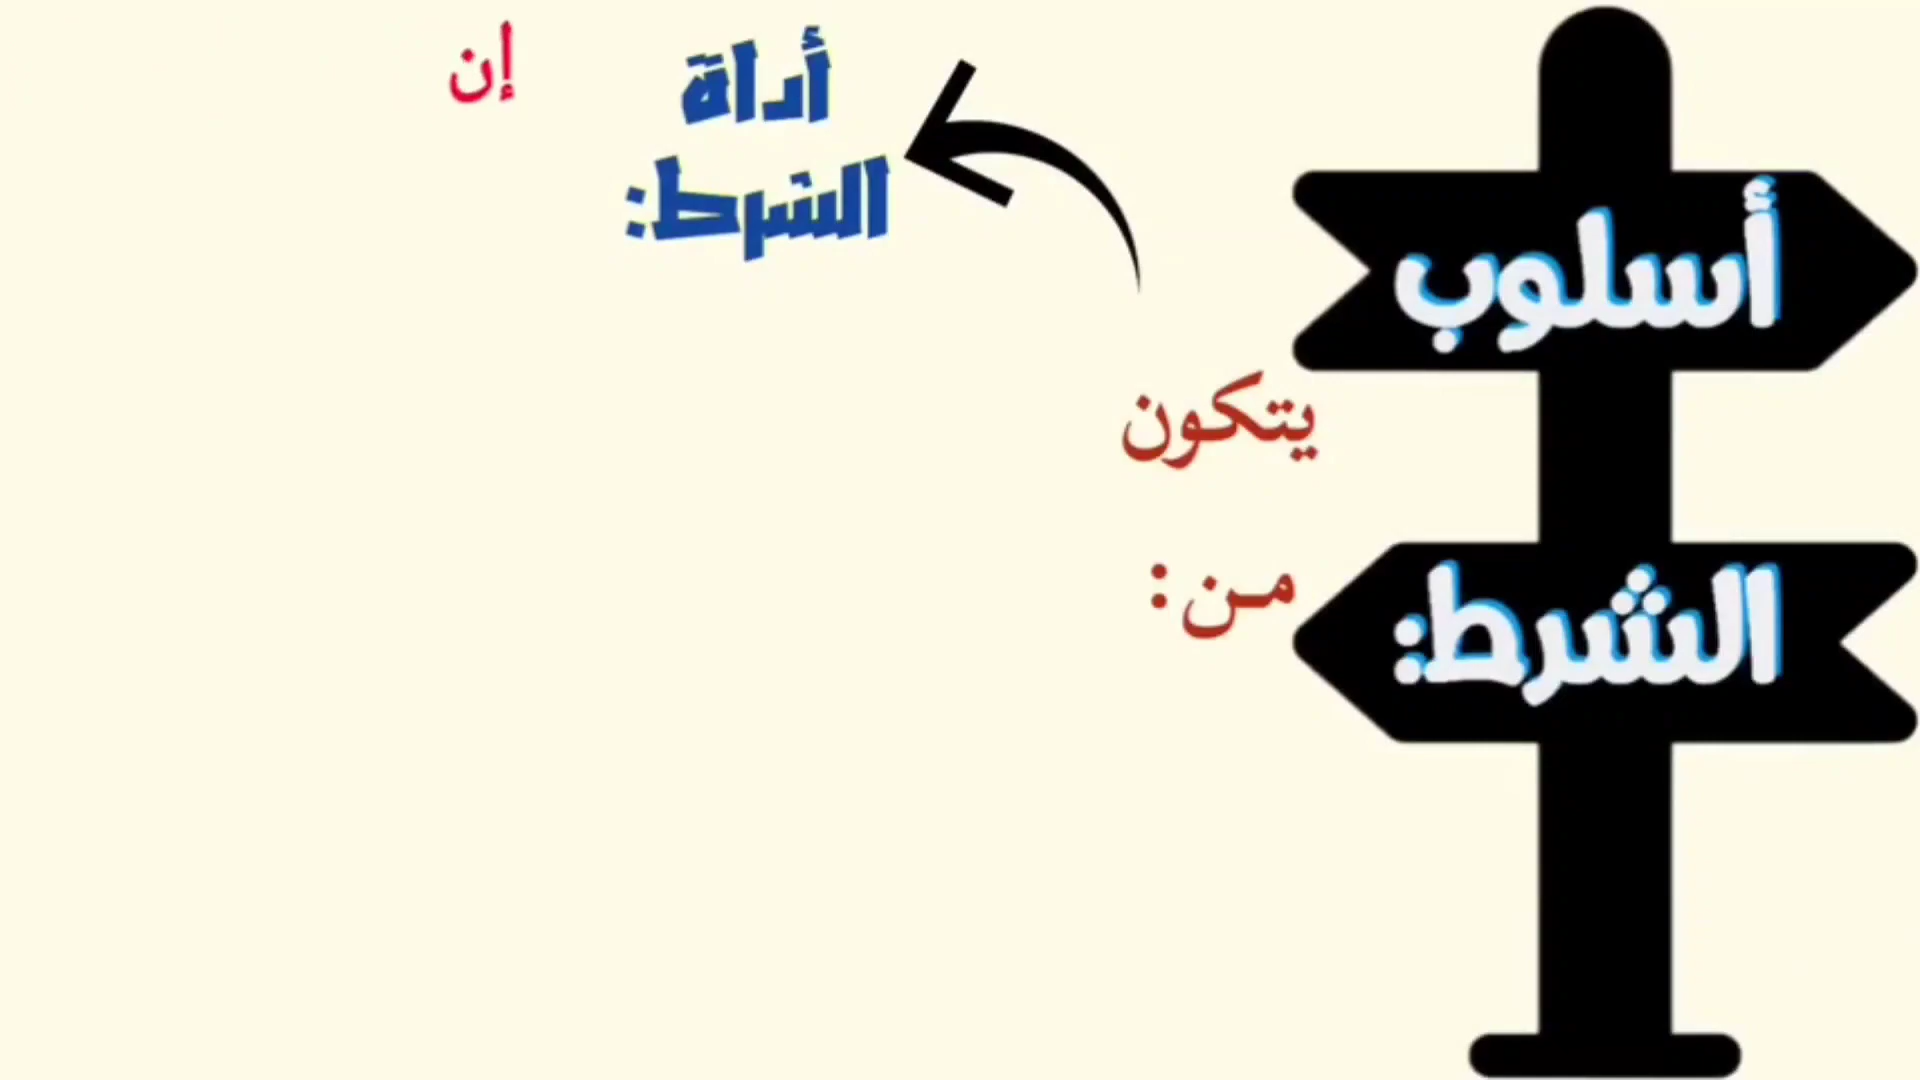 أسلوب
الشرط:
يتكون
من :
أداة
الشرط:
إن